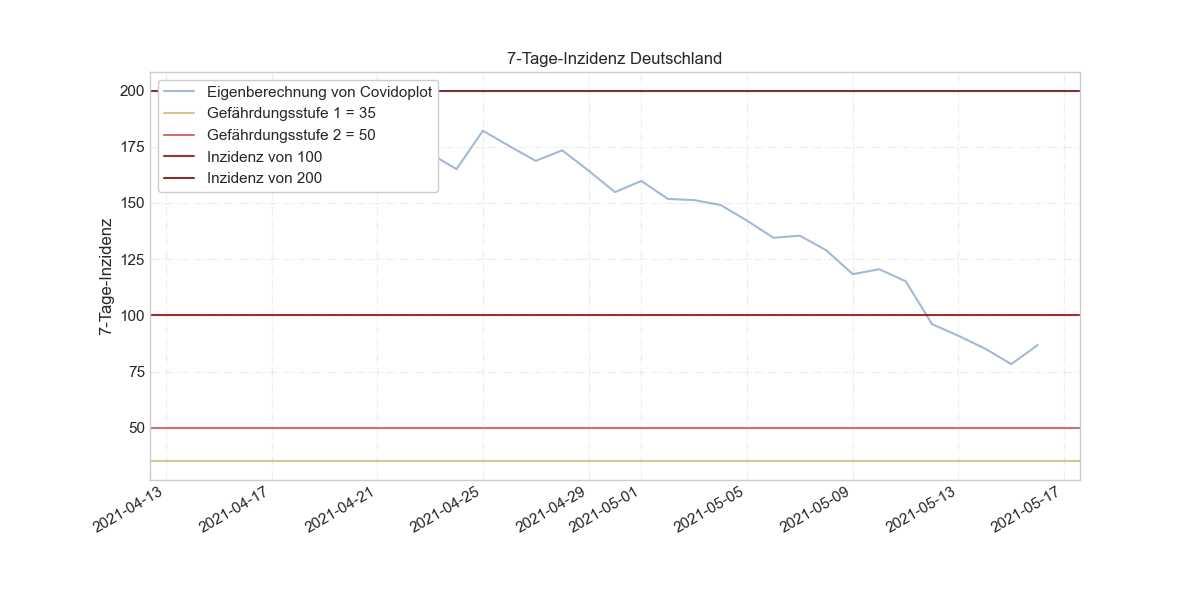 7-Tage-Inzidenz Deutschland
Eigenberechnung von Covidoplot
Gefährdungsstufe 1 = 35
Gefährdungsstufe 2 = 50
Inzidenz von 100
Inzidenz von 200
7-Tage-Inzidenz
200
175
150
125
100
75
50
2021-04-13
2021-04-17
2021-04-21
2021-04-25
2021-04-29
2021-05-01
2021-05-05
2021-05-09
2021-05-13
2021-05-17